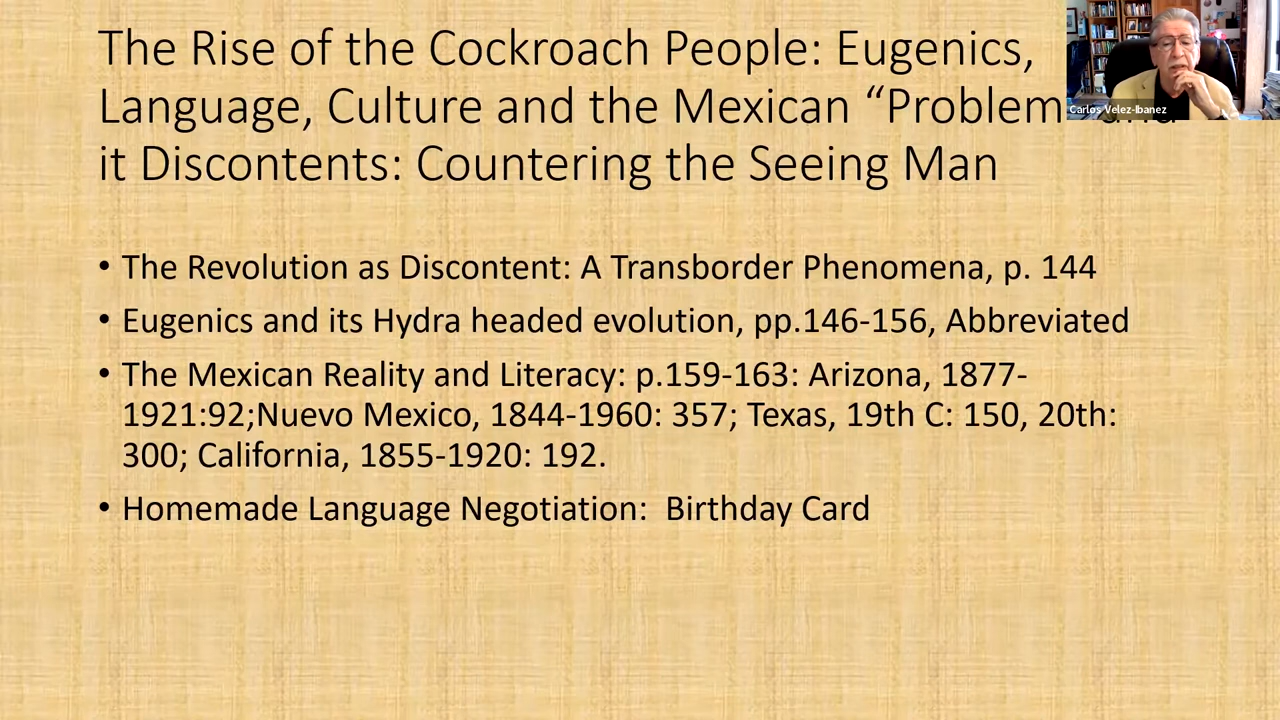 The Rise of the Cockroach People: Eugenics,
Language, Culture and the Mexican “Problem
it Discontents: Countering the Seeing Man
Carlos Velez-Ibanez
• The Revolution as Discontent: A Transborder Phenomena, p. 144
• Eugenics and its Hydra headed evolution, pp.146-156, Abbreviated
• The Mexican Reality and Literacy: p.159-163: Arizona, 1877-
1921:92;Nuevo Mexico, 1844-1960: 357; Texas, 19th C: 150, 20th:
300; California, 1855-1920: 192.
• Homemade Language Negotiation:  Birthday Card